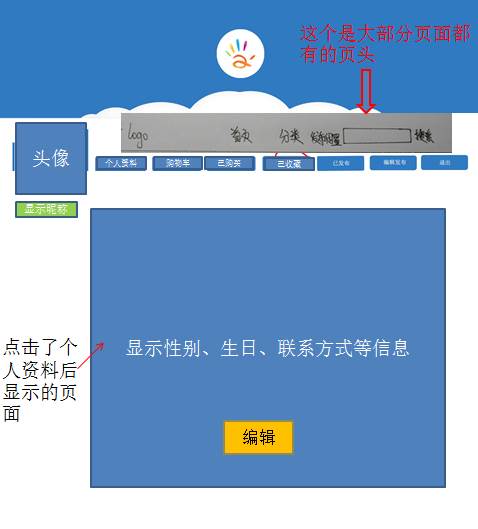 这个是大部分页面都
有的页头
logo
首页
分类
搜索
头像
个人资料
购物车
已购买
已收藏
已发布
编辑发布
退出
显示昵称
点击了个
人资料后
显示的页
面
显示性别、生日、联系方式等信息
编辑